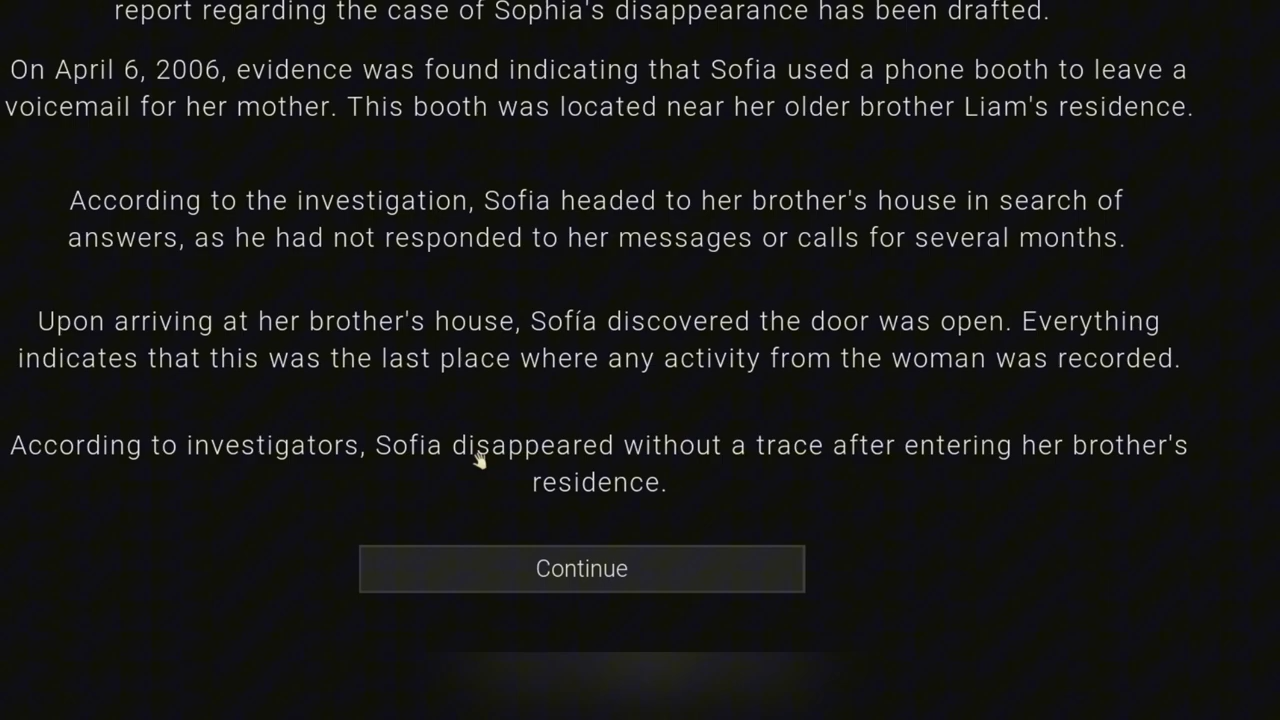 report regarding the case of Sophia's disappearance has been drafted.
On April 6, 2006, evidence was found indicating that Sofia used a phone booth to leave a
voicemail for her mother. This booth was located near her older brother Liam's residence.
According to the investigation, Sofia headed to her brother's house in search of
answers, as he had not responded to her messages or calls for several months.
Upon arriving at her brother's house, Sofía discovered the door was open. Everything
indicates that this was the last place where any activity from the woman was recorded.
According to investigators, Sofia disappeared without a trace after entering her brother's
residence.
Continue